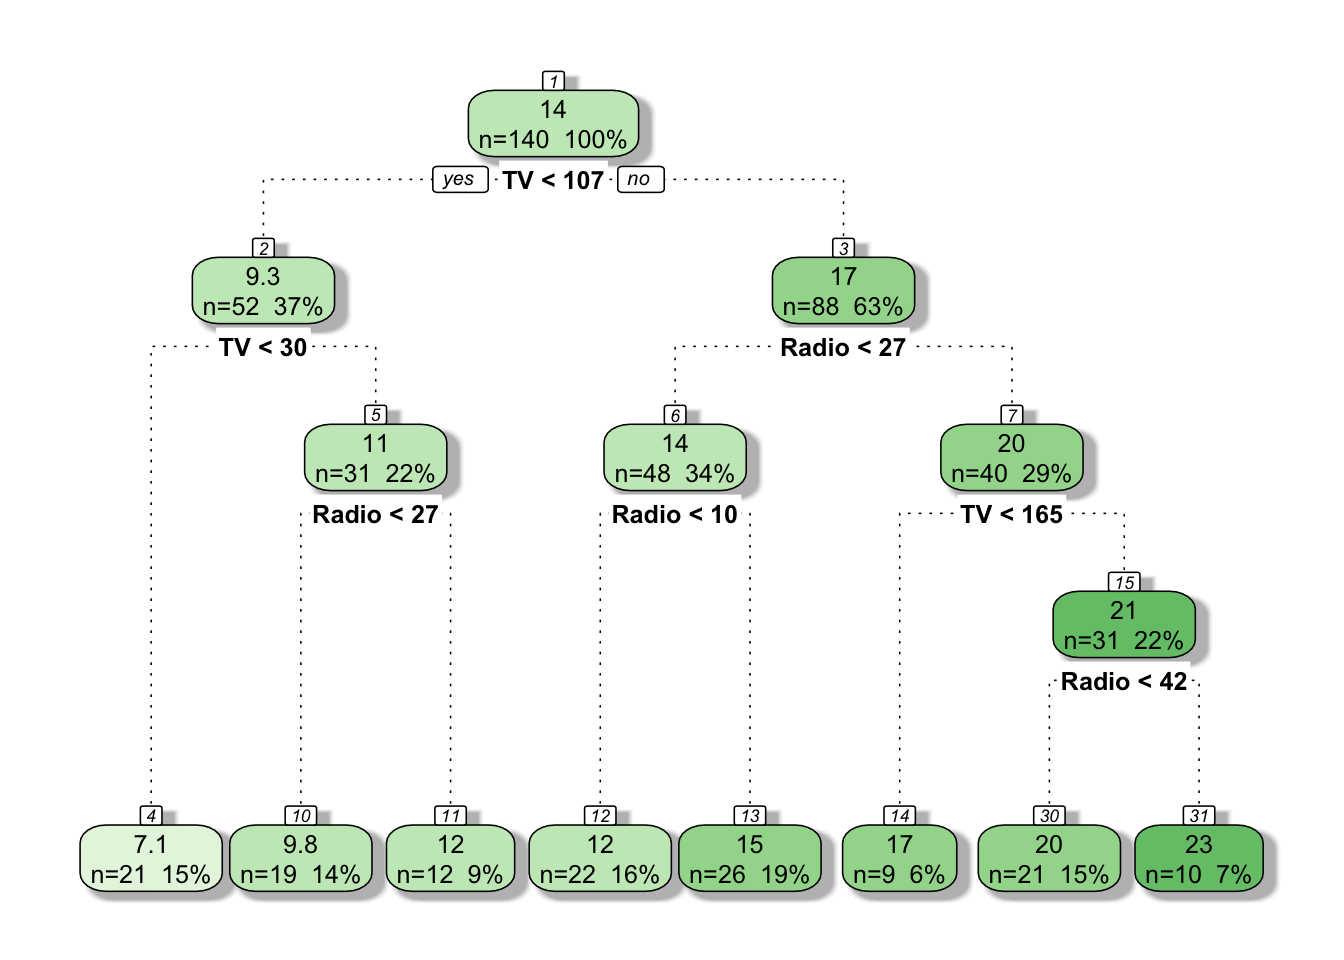 1
14
n=140 100%
yes TV < 107 no
2
9.3
n=52 37%
3
17
n=88 63%
TV < 30
Radio < 27
5
11
n=31 22%
6
14
n=48 34%
7
20
n=40 29%
Radio < 27
Radio < 10
TV < 165
15
21
n=31 22%
Radio < 42
4
7.1
n=21 15%
10
9.8
n=19 14%
11
12
n=12 9%
12
12
n=22 16%
13
15
n=26 19%
14
17
n=9 6%
30
20
n=21 15%
31
23
n=10 7%